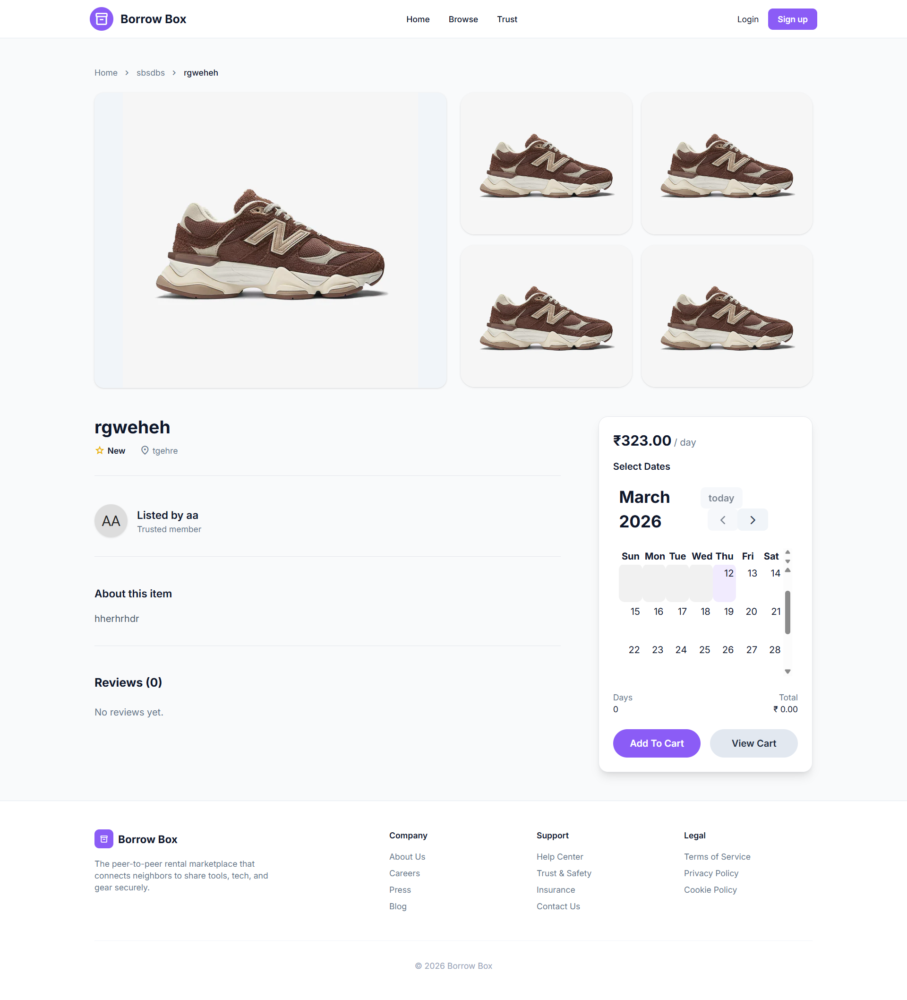 Borrow Box
Home Browse Trust
Login Sign up
Home > sbsdbs > rgweheh
rgweheh
New tgehre
AA
Listed by aa
Trusted member
About this item
hherhrhdr
Reviews (0)
No reviews yet.
₹323.00 / day
Select Dates
March
2026
today
Sun Mon Tue Wed Thu Fri Sat
12 13 14
15 16 17 18 19 20 21
22 23 24 25 26 27 28
Days Total
0 ₹ 0.00
Add To Cart View Cart
Borrow Box
The peer-to-peer rental marketplace that
connects neighbors to share tools, tech, and
gear securely.
Company
About Us
Careers
Press
Blog
Support
Help Center
Trust & Safety
Insurance
Contact Us
Legal
Terms of Service
Privacy Policy
Cookie Policy
© 2026 Borrow Box